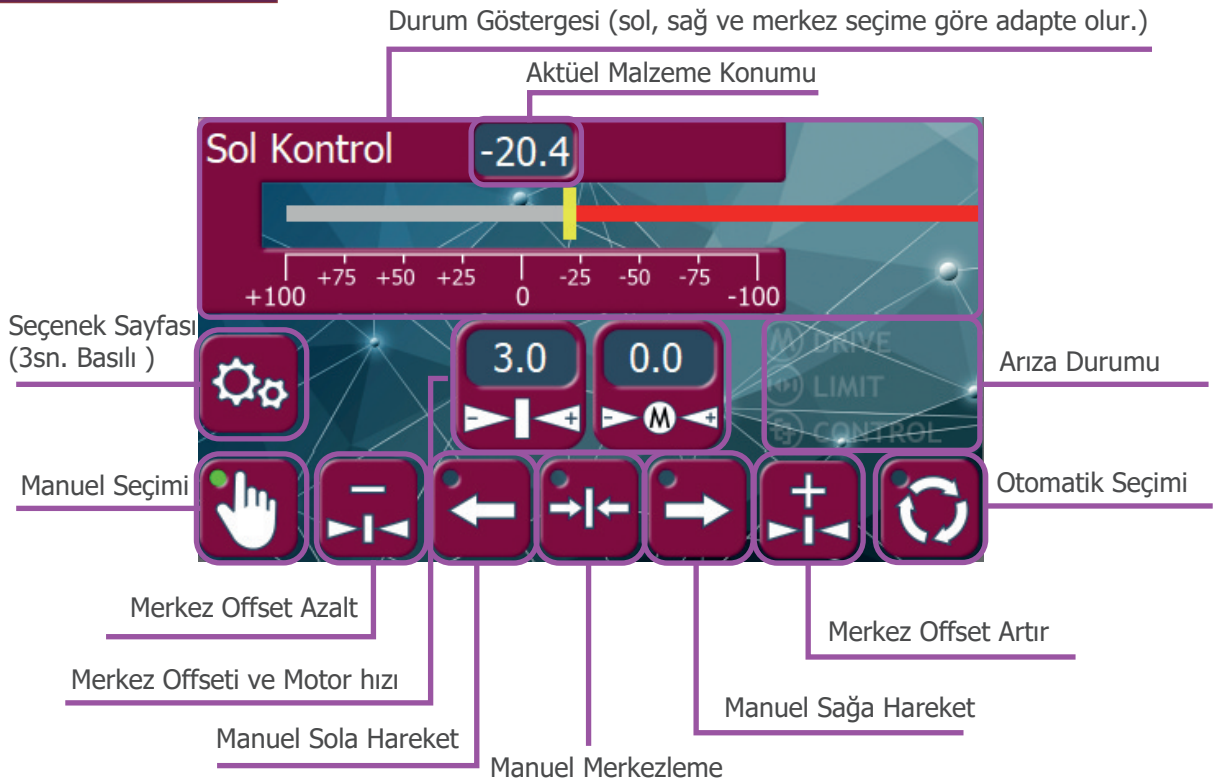 Durum Göstergesi (sol, sağ ve merkez seçime göre adapte olur.)
Aktüel Malzeme Konumu
Sol Kontrol
-20.4
+100 +75 +50 +25 0 -25 -50 -75 -100
Seçenek Sayfası
(3sn. Basılı )
3.0
0.0
- +
- M +
M DRIVE
LIMIT
CONTROL
Arıza Durumu
Manuel Seçimi
Otomatik Seçimi
Merkez Offset Azalt
Merkez Offset Artır
Merkez Offseti ve Motor hızı
Manuel Sağa Hareket
Manuel Sola Hareket
Manuel Merkezleme